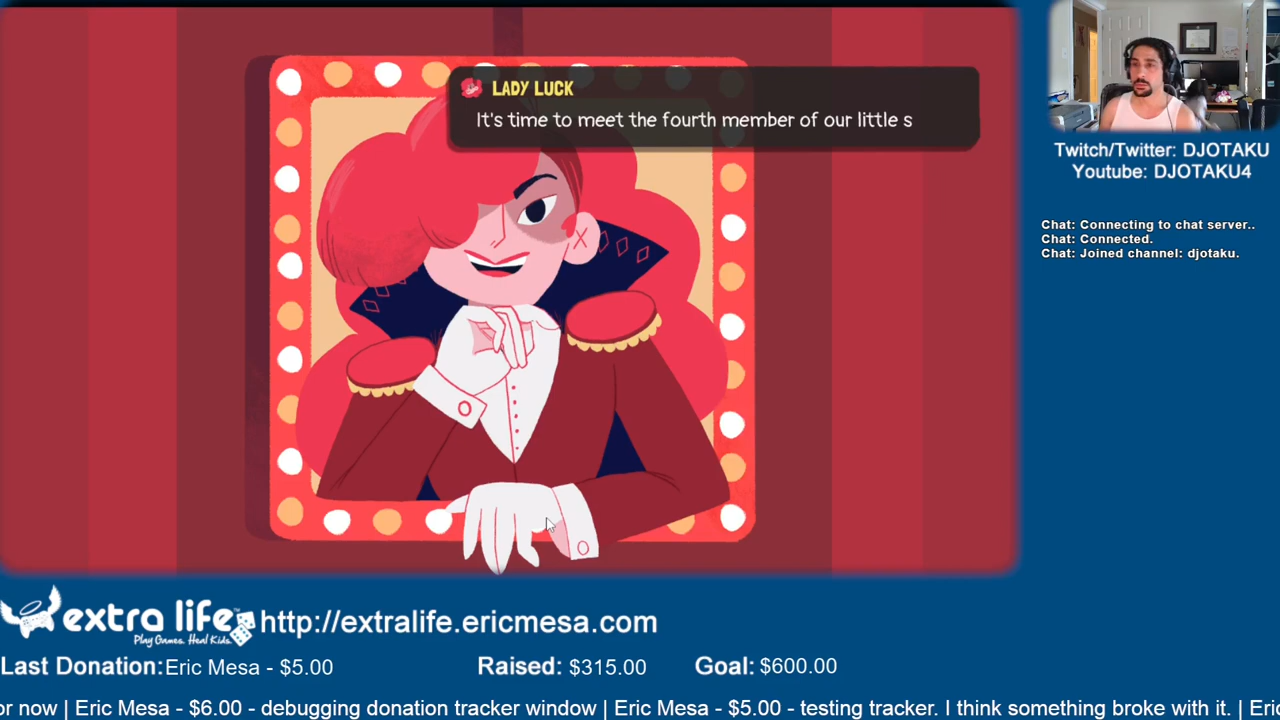 LADY LUCK
It's time to meet the fourth member of our little s
Twitch/Twitter: DJOTAKU
Youtube: DJOTAKU4
Chat: Connecting to chat server..
Chat: Connected.
Chat: Joined channel: djotaku.
extra life
Play Games. Heal Kids.
http://extralife.ericmesa.com
Last Donation: Eric Mesa - $5.00 Raised: $315.00 Goal: $600.00
or now | Eric Mesa - $6.00 - debugging donation tracker window | Eric Mesa - $5.00 - testing tracker. I think something broke with it. | Eric